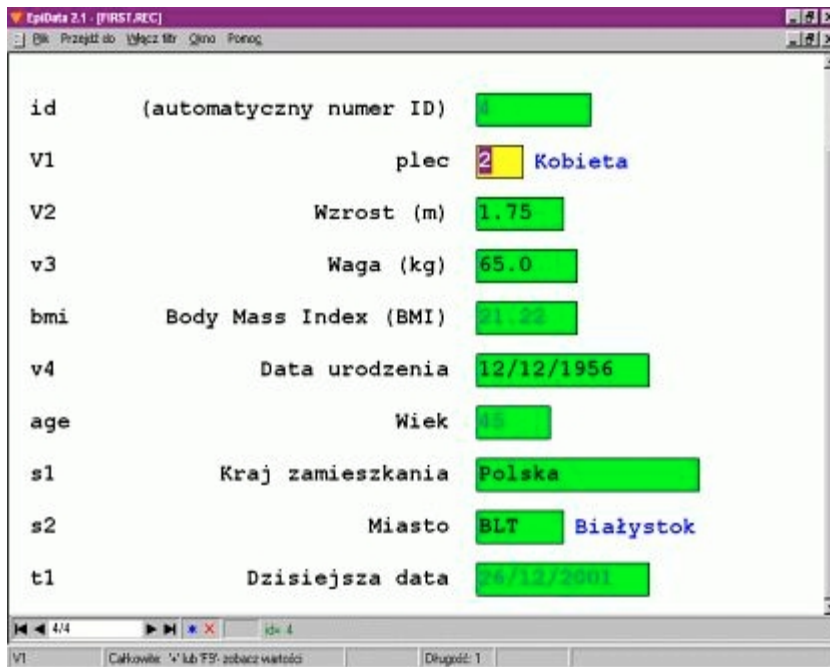 EpiData 2.1 - [FIRST.REC]
Plik Przejdź do Włącz filtr Okno Pomoc
id (automatyczny numer ID) 4
V1 plec 2 Kobieta
V2 Wzrost (m) 1.75
v3 Waga (kg) 65.0
bmi Body Mass Index (BMI) 21.22
v4 Data urodzenia 12/12/1956
age Wiek 45
s1 Kraj zamieszkania Polska
s2 Miasto BLT Białystok
t1 Dzisiejsza data 26/12/2001
4/4 id= 4
V1 Całkowite: '+' lub 'F9'- zobacz wartości Długość: 1